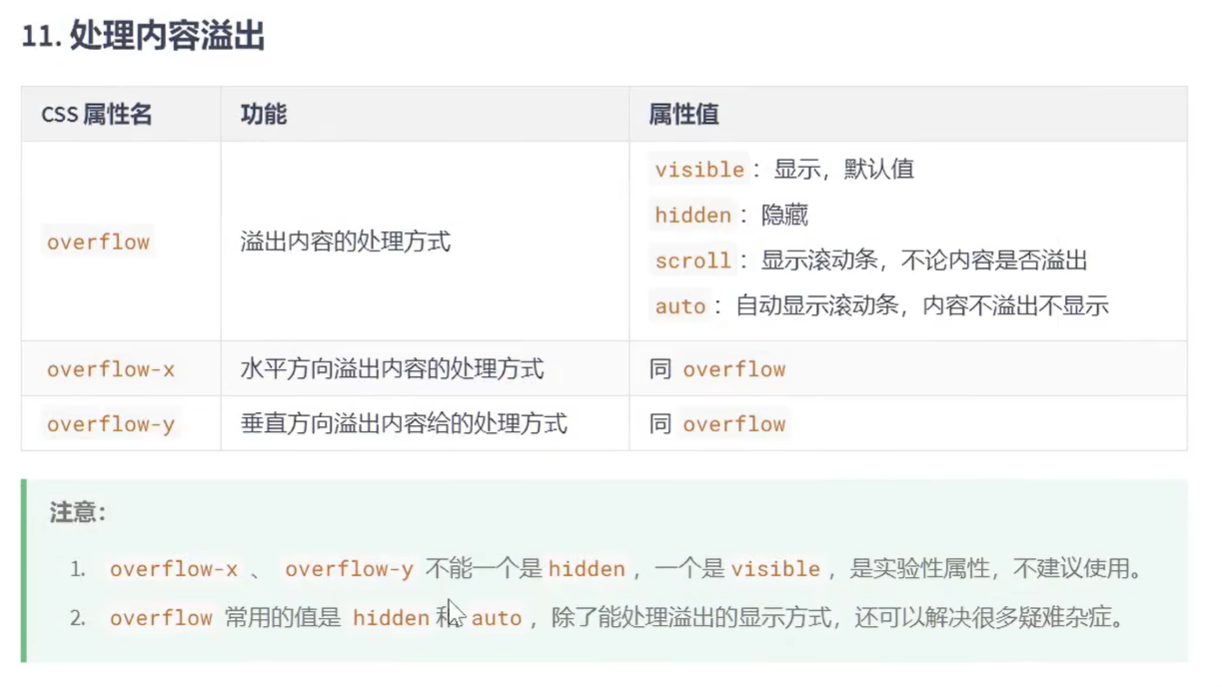 11. 处理内容溢出
CSS 属性名 功能 属性值
overflow 溢出内容的处理方式
visible：显示，默认值
hidden：隐藏
scroll：显示滚动条，不论内容是否溢出
auto：自动显示滚动条，内容不溢出不显示
overflow-x 水平方向溢出内容的处理方式 同 overflow
overflow-y 垂直方向溢出内容给的处理方式 同 overflow
注意：
1. overflow-x 、 overflow-y 不能一个是 hidden ，一个是 visible ，是实验性属性，不建议使用。
2. overflow 常用的值是 hidden 和 auto ，除了能处理溢出的显示方式，还可以解决很多疑难杂症。